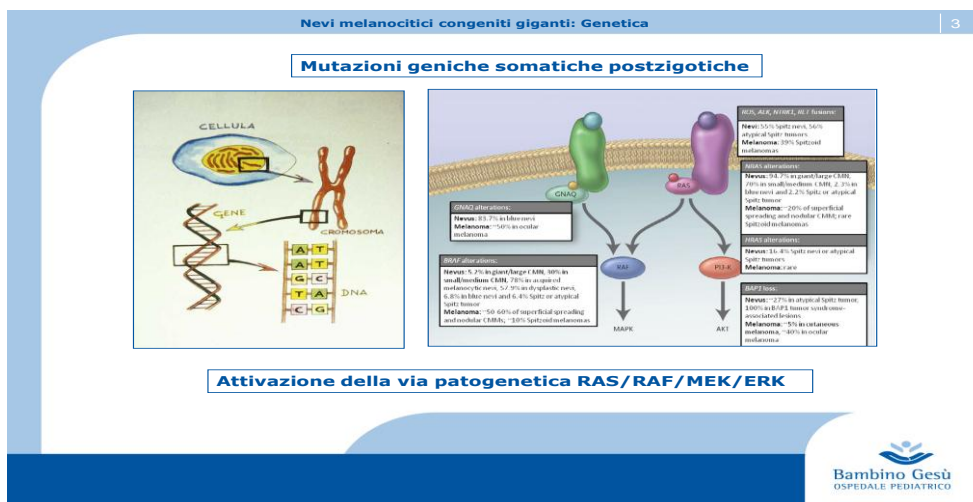 Nevi melanocitici congeniti giganti: Genetica
3
Mutazioni geniche somatiche postzigotiche
CELLULA
GENE
CROMOSOMA
A T
A T
G C
T A
C G
DNA
ROS, ALK, NTRK1, RET fusions:
Nevi: 55% Spitz nevi, 56%
atypical Spitz tumors
Melanoma: 39% Spitzoid
melanomas
NRAS alterations:
Nevus: 94.7% in giant/large CMN,
70% in small/medium CMN, 2.3% in
blue nevi and 2.2% Spitz or atypical
Spitz tumor
Melanoma: ~20% of superficial
spreading and nodular CMM; rare
Spitzoid melanomas
GNAQ
RAS
GNAQ alterations:
Nevus: 83.7% in blue nevi
Melanoma: ~50% in ocular
melanoma
HRAS alterations:
Nevus: 16.4% Spitz nevi or atypical
Spitz tumors
Melanoma: rare
BRAF alterations:
Nevus: 5.2% in giant/large CMN, 30% in
small/medium CMN, 78% in acquired
melanocytic nevi, 57.9% in dysplastic nevi,
6.8% in blue nevi and 6.4% Spitz or atypical
Spitz tumor
Melanoma: ~50-60% of superficial spreading
and nodular CMMs; ~10% Spitzoid melanomas
RAF
PI3-K
BAP1 loss:
Nevus: ~27% in atypical Spitz tumor,
100% in BAP1 tumor syndrome-
associated lesions
Melanoma: ~5% in cutaneous
melanoma, ~40% in ocular
melanoma
MAPK
AKT
Attivazione della via patogenetica RAS/RAF/MEK/ERK
Bambino Gesù
OSPEDALE PEDIATRICO